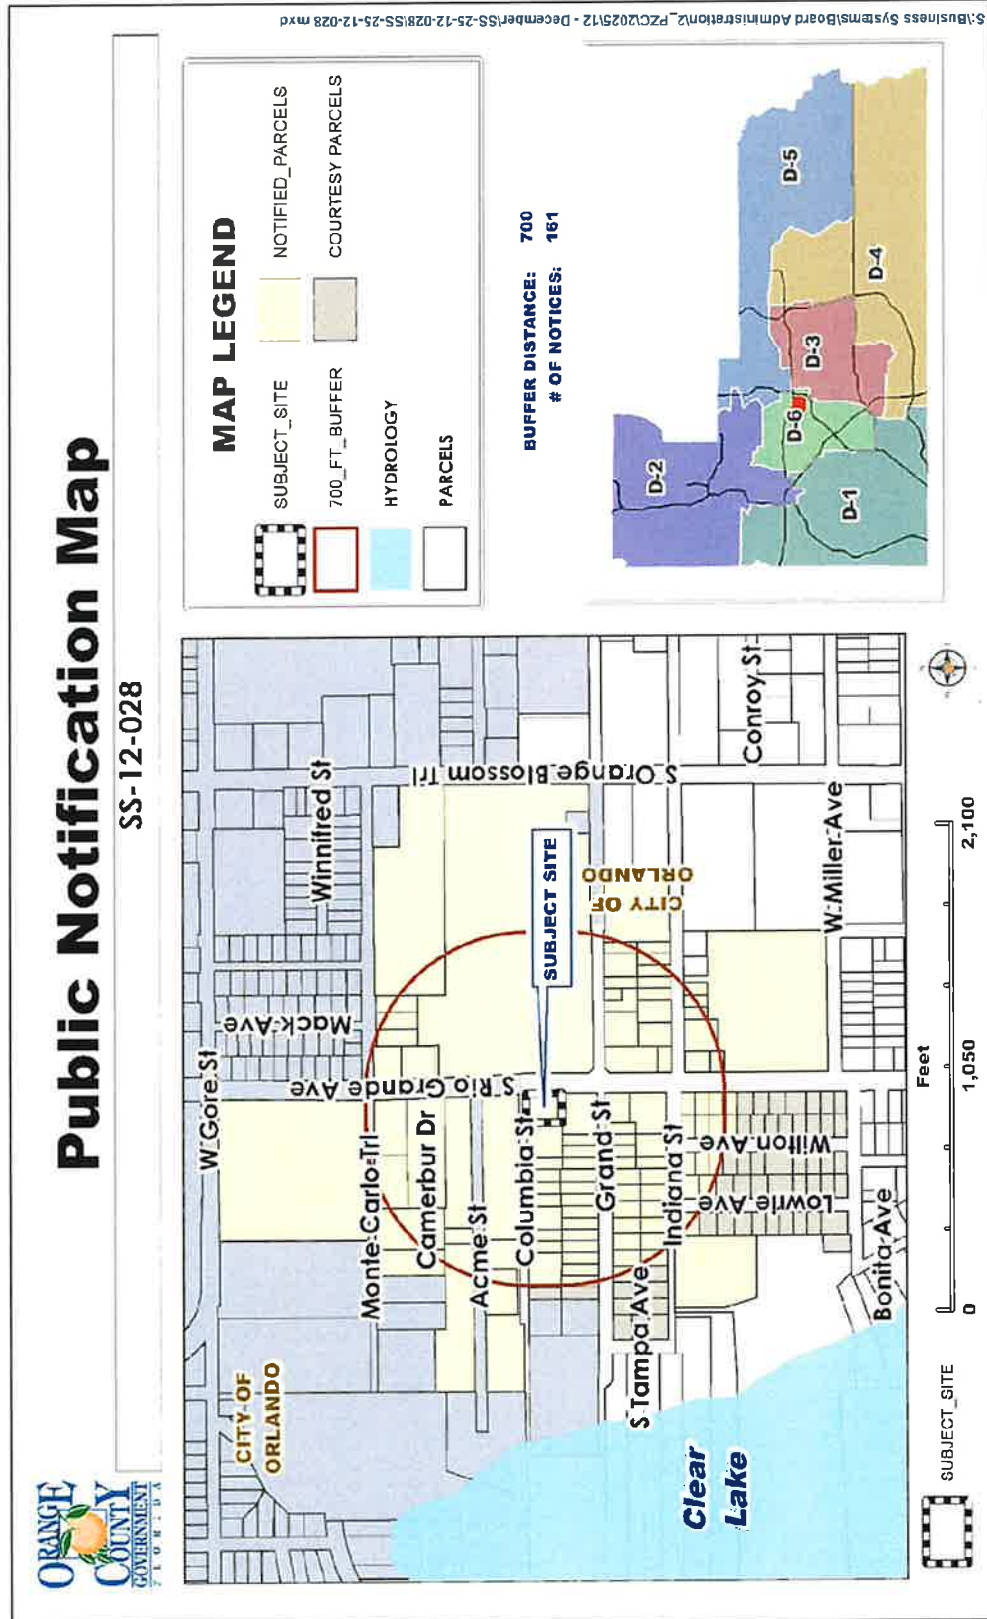 ORANGE
COUNTY
GOVERNMENT
FLORIDA
Public Notification Map
SS-12-028
W Gore St
Winnifred St
Mack Ave
S Rio Grande Ave
Monte Carlo Trl
Camerbur Dr
Acme St
Columbia St
Grand St
Indiana St
S Tampa Ave
Wilton Ave
Lowrie Ave
Bonita Ave
W Miller Ave
Conroy St
S Orange Blossom Trl
SUBJECT SITE
CITY OF
ORLANDO
CITY OF
ORLANDO
Clear
Lake
MAP LEGEND
SUBJECT_SITE
NOTIFIED_PARCELS
700_FT_BUFFER
COURTESY PARCELS
HYDROLOGY
PARCELS
BUFFER DISTANCE: 700
# OF NOTICES: 161
D-2
D-5
D-6
D-3
D-4
D-1
SUBJECT_SITE
Feet
0 1,050 2,100
S:\Business Systems\Board Administration\2_PZC\2025\12 - December\SS-25-12-028\SS-25-12-028.mxd